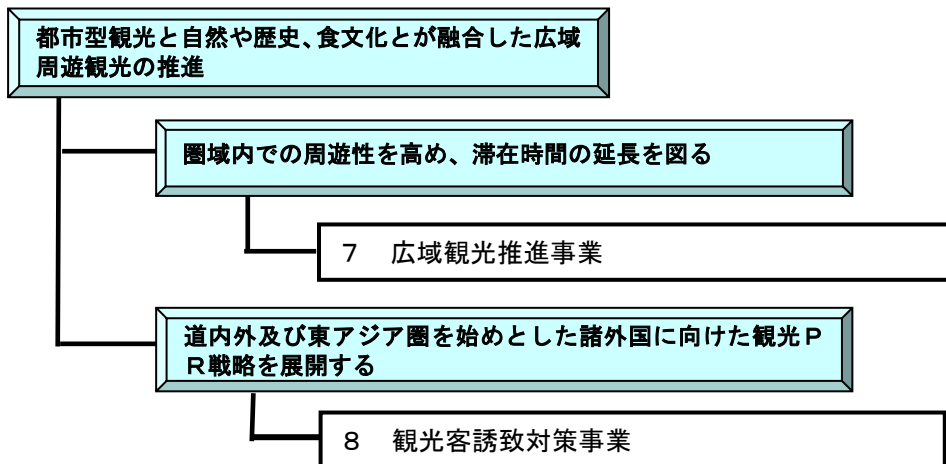 都市型観光と自然や歴史、食文化とが融合した広域
周遊観光の推進
圏域内での周遊性を高め、滞在時間の延長を図る
７　広域観光推進事業
道内外及び東アジア圏を始めとした諸外国に向けた観光Ｐ
Ｒ戦略を展開する
８　観光客誘致対策事業